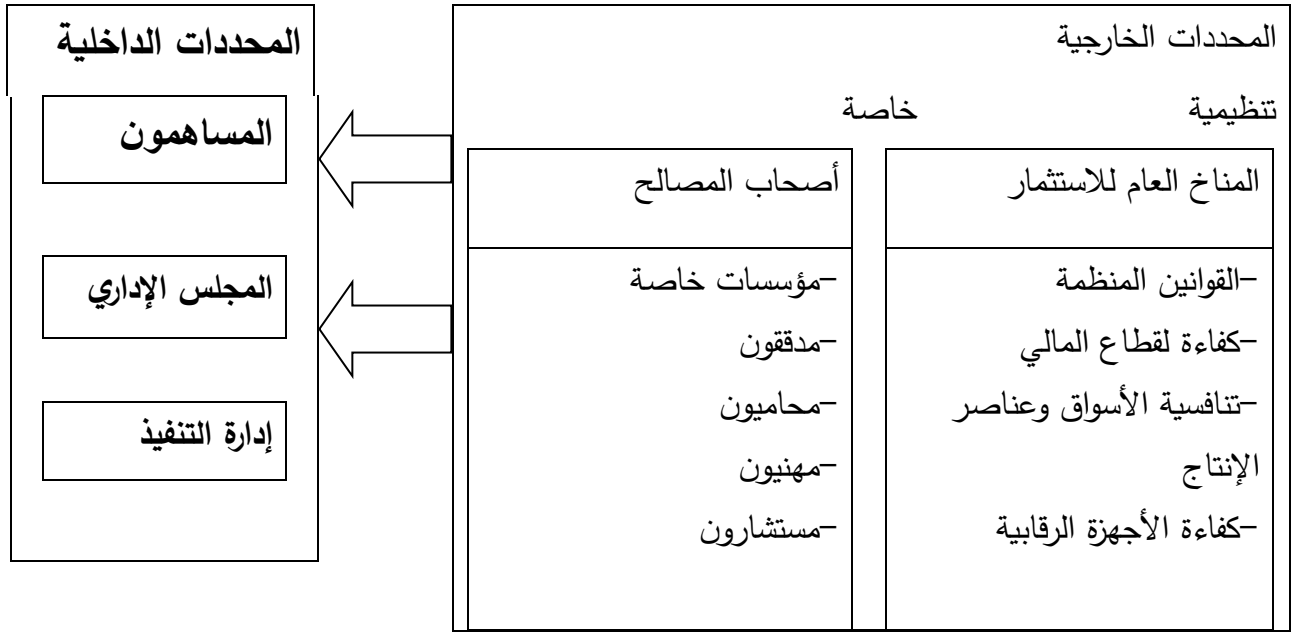 المحددات الخارجية
تنظيمية
خاصة
المناخ العام للاستثمار
–القوانين المنظمة
–كفاءة لقطاع المالي
–تنافسية الأسواق وعناصر
الإنتاج
–كفاءة الأجهزة الرقابية
أصحاب المصالح
–مؤسسات خاصة
–مدققون
–محاميون
–مهنيون
–مستشارون
المحددات الداخلية
المساهمون
المجلس الإداري
إدارة التنفيذ